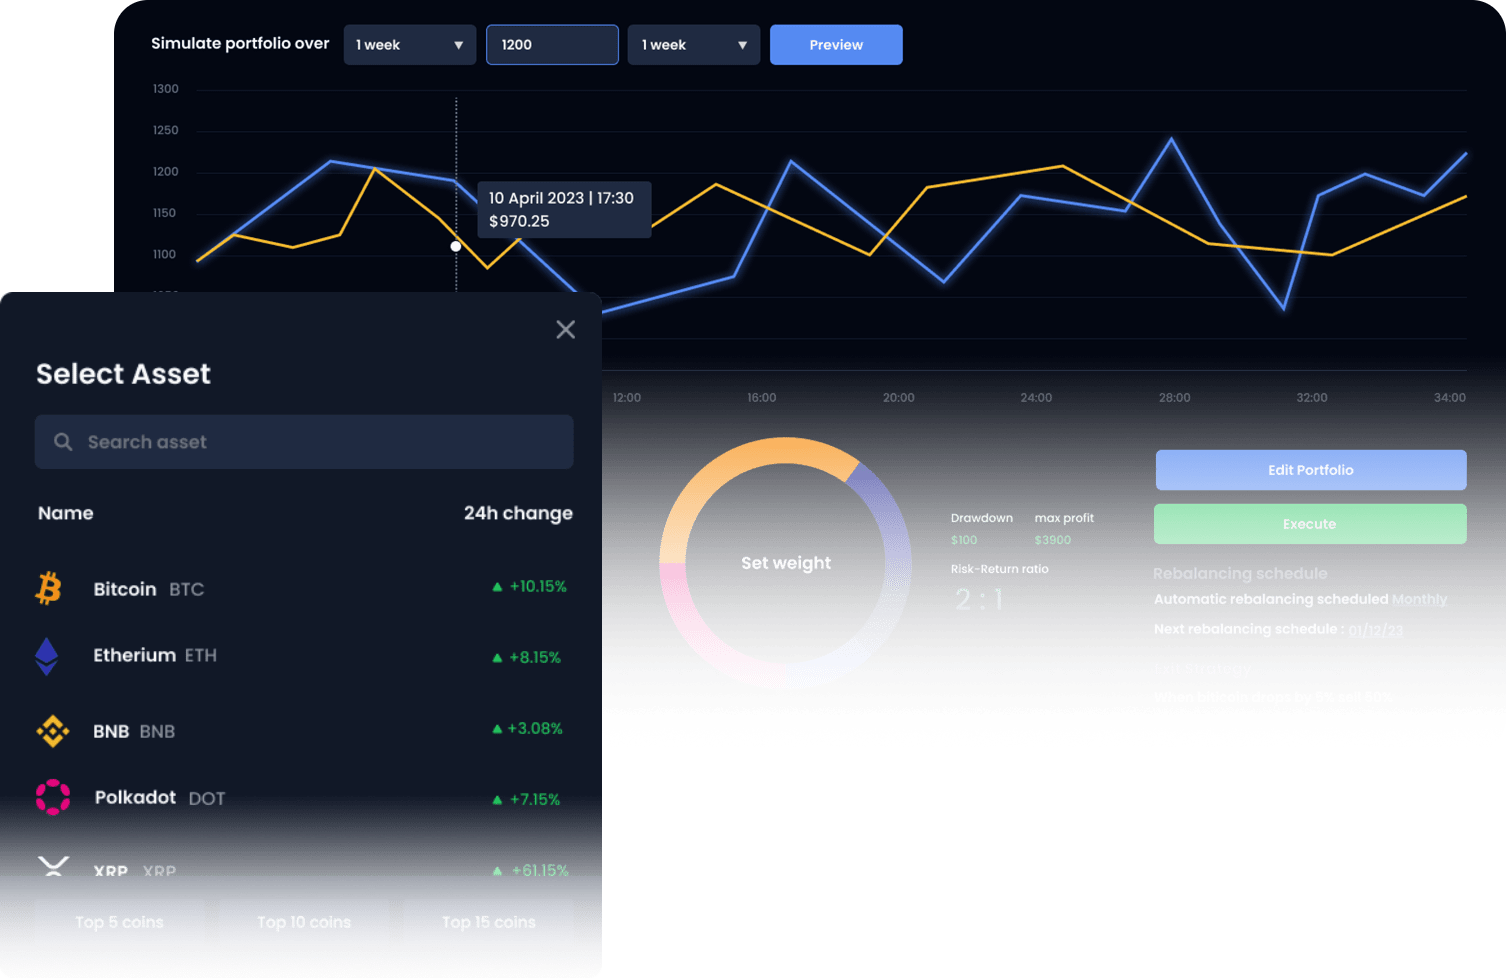 Simulate portfolio over
1 week
1200
1 week
Preview
1300
1250
1200
1150
1100
10 April 2023 | 17:30
$970.25
12:00
16:00
20:00
24:00
28:00
32:00
34:00
Select Asset
Search asset
Name
24h change
Bitcoin BTC
+10.15%
Etherium ETH
+8.15%
BNB BNB
+3.08%
Polkadot DOT
+7.15%
XRP XRP
+61.15%
Top 5 coins
Top 10 coins
Top 15 coins
Set weight
Drawdown
max profit
$100
$3900
Risk-Return ratio
2 : 1
Edit Portfolio
Execute
Rebalancing schedule
Automatic rebalancing scheduled Monthly
Next rebalancing schedule : 01/12/23